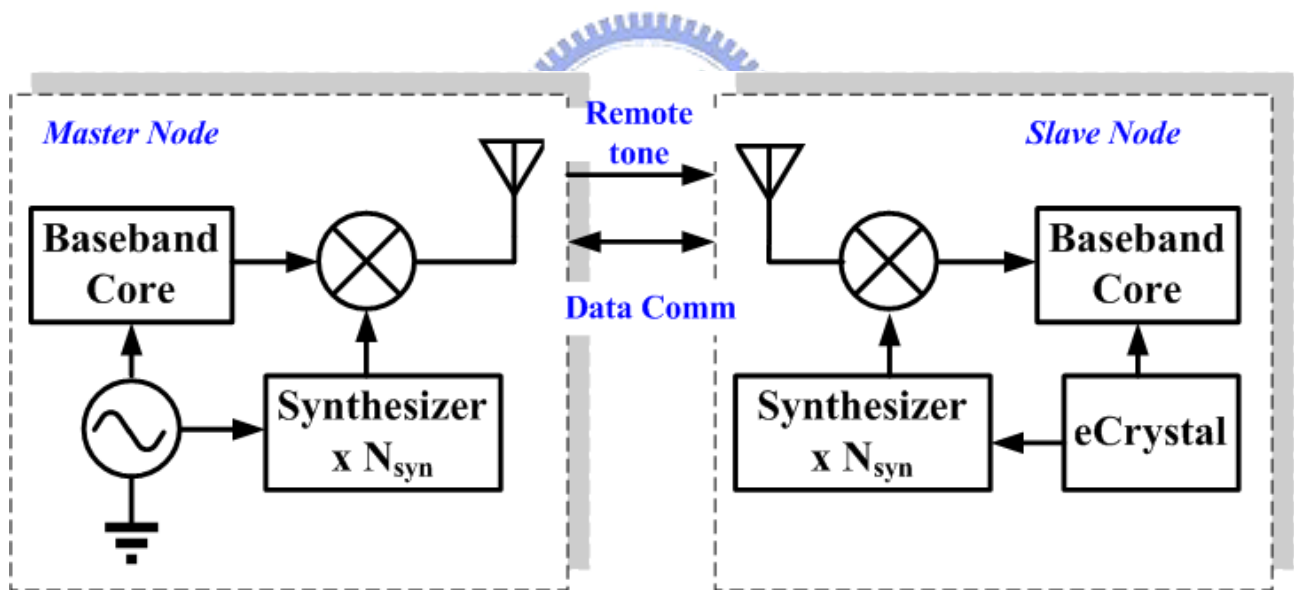 Master Node
Remote
tone
Slave Node
Baseband
Core
Baseband
Core
Data Comm
Synthesizer
x Nsyn
Synthesizer
x Nsyn
eCrystal